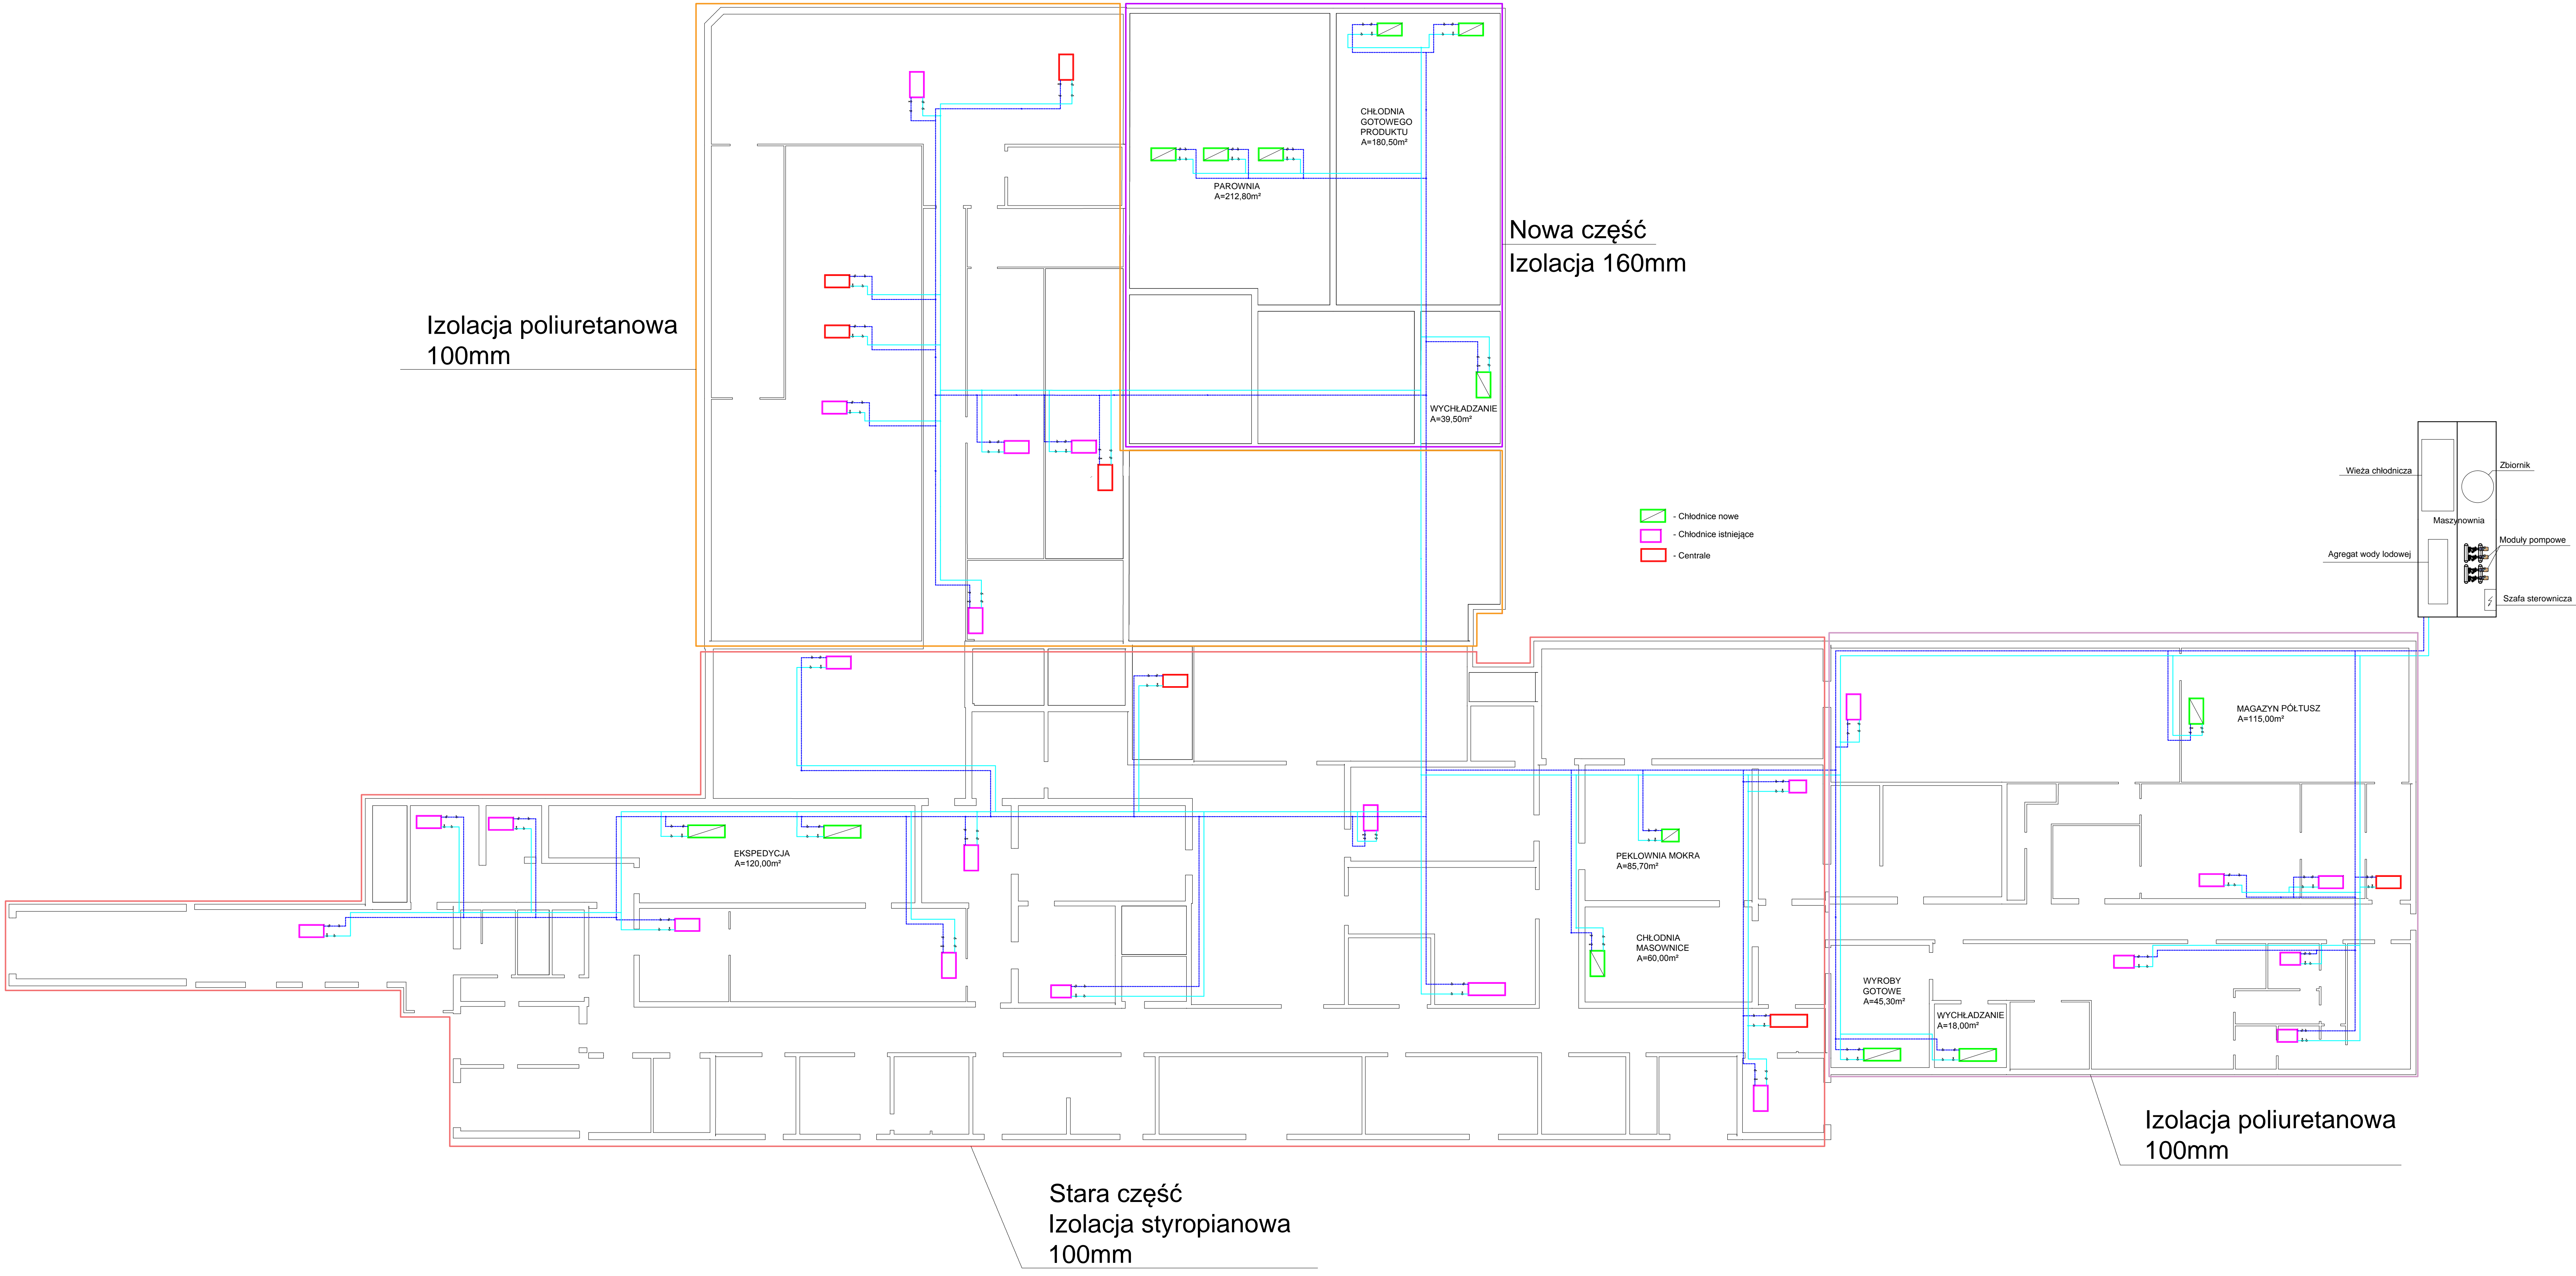 CHŁODNIA
GOTOWEGO
PRODUKTU
A=180,50m²
PAROWNIA
A=212,80m²
Nowa część
Izolacja 160mm
Izolacja poliuretanowa
100mm
WYCHŁADZANIE
A=39,50m²
Wieża chłodnicza
Zbiornik
Maszynownia
Agregat wody lodowej
Moduły pompowe
Szafa sterownicza
- Chłodnice nowe
- Chłodnice istniejące
- Centrale
MAGAZYN PÓŁTUSZ
A=115,00m²
EKSPEDYCJA
A=120,00m²
PEKLOWNIA MOKRA
A=85,70m²
CHŁODNIA
MASOWNICE
A=60,00m²
WYROBY
GOTOWE
A=45,30m²
WYCHŁADZANIE
A=18,00m²
Izolacja poliuretanowa
100mm
Stara część
Izolacja styropianowa
100mm